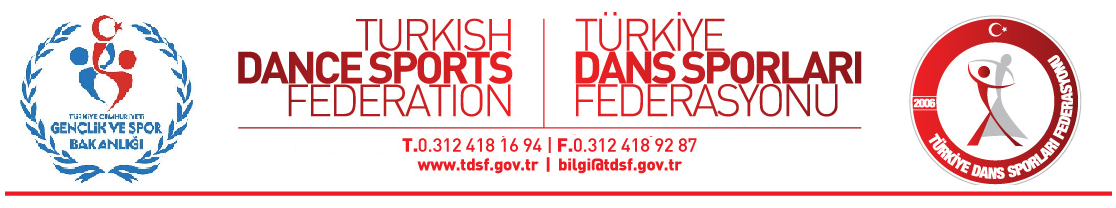 TÜRKİYE CUMHURİYETİ
GENÇLİK VE SPOR
BAKANLIĞI
TURKISH
DANCE SPORTS
FEDERATION
TÜRKİYE
DANS SPORLARI
FEDERASYONU
T.0.312 418 16 94 | F.0.312 418 92 87
www.tdsf.gov.tr | bilgi@tdsf.gov.tr
2006
TÜRKİYE DANS SPORLARI FEDERASYONU